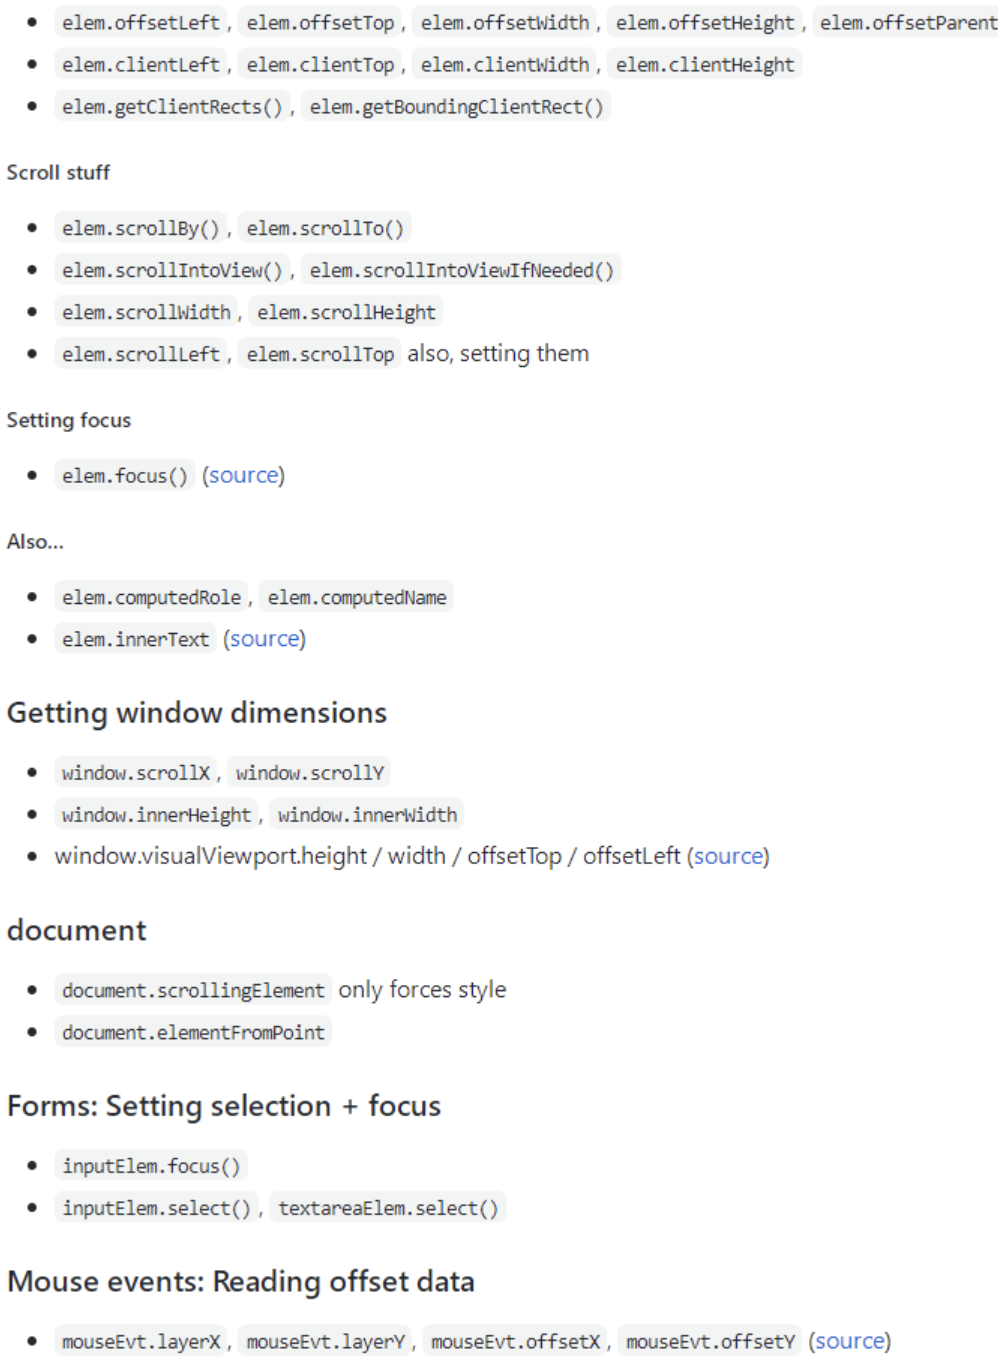 elem.offsetLeft, elem.offsetTop, elem.offsetWidth, elem.offsetHeight, elem.offsetParent
elem.clientLeft, elem.clientTop, elem.clientWidth, elem.clientHeight
elem.getClientRects(), elem.getBoundingClientRect()
Scroll stuff
elem.scrollBy(), elem.scrollTo()
elem.scrollIntoView(), elem.scrollIntoViewIfNeeded()
elem.scrollWidth, elem.scrollHeight
elem.scrollLeft, elem.scrollTop also, setting them
Setting focus
elem.focus() (source)
Also...
elem.computedRole, elem.computedName
elem.innerText (source)
Getting window dimensions
window.scrollX, window.scrollY
window.innerHeight, window.innerWidth
window.visualViewport.height / width / offsetTop / offsetLeft (source)
document
document.scrollingElement only forces style
document.elementFromPoint
Forms: Setting selection + focus
inputElem.focus()
inputElem.select(), textareaElem.select()
Mouse events: Reading offset data
mouseEvt.layerX, mouseEvt.layerY, mouseEvt.offsetX, mouseEvt.offsetY (source)